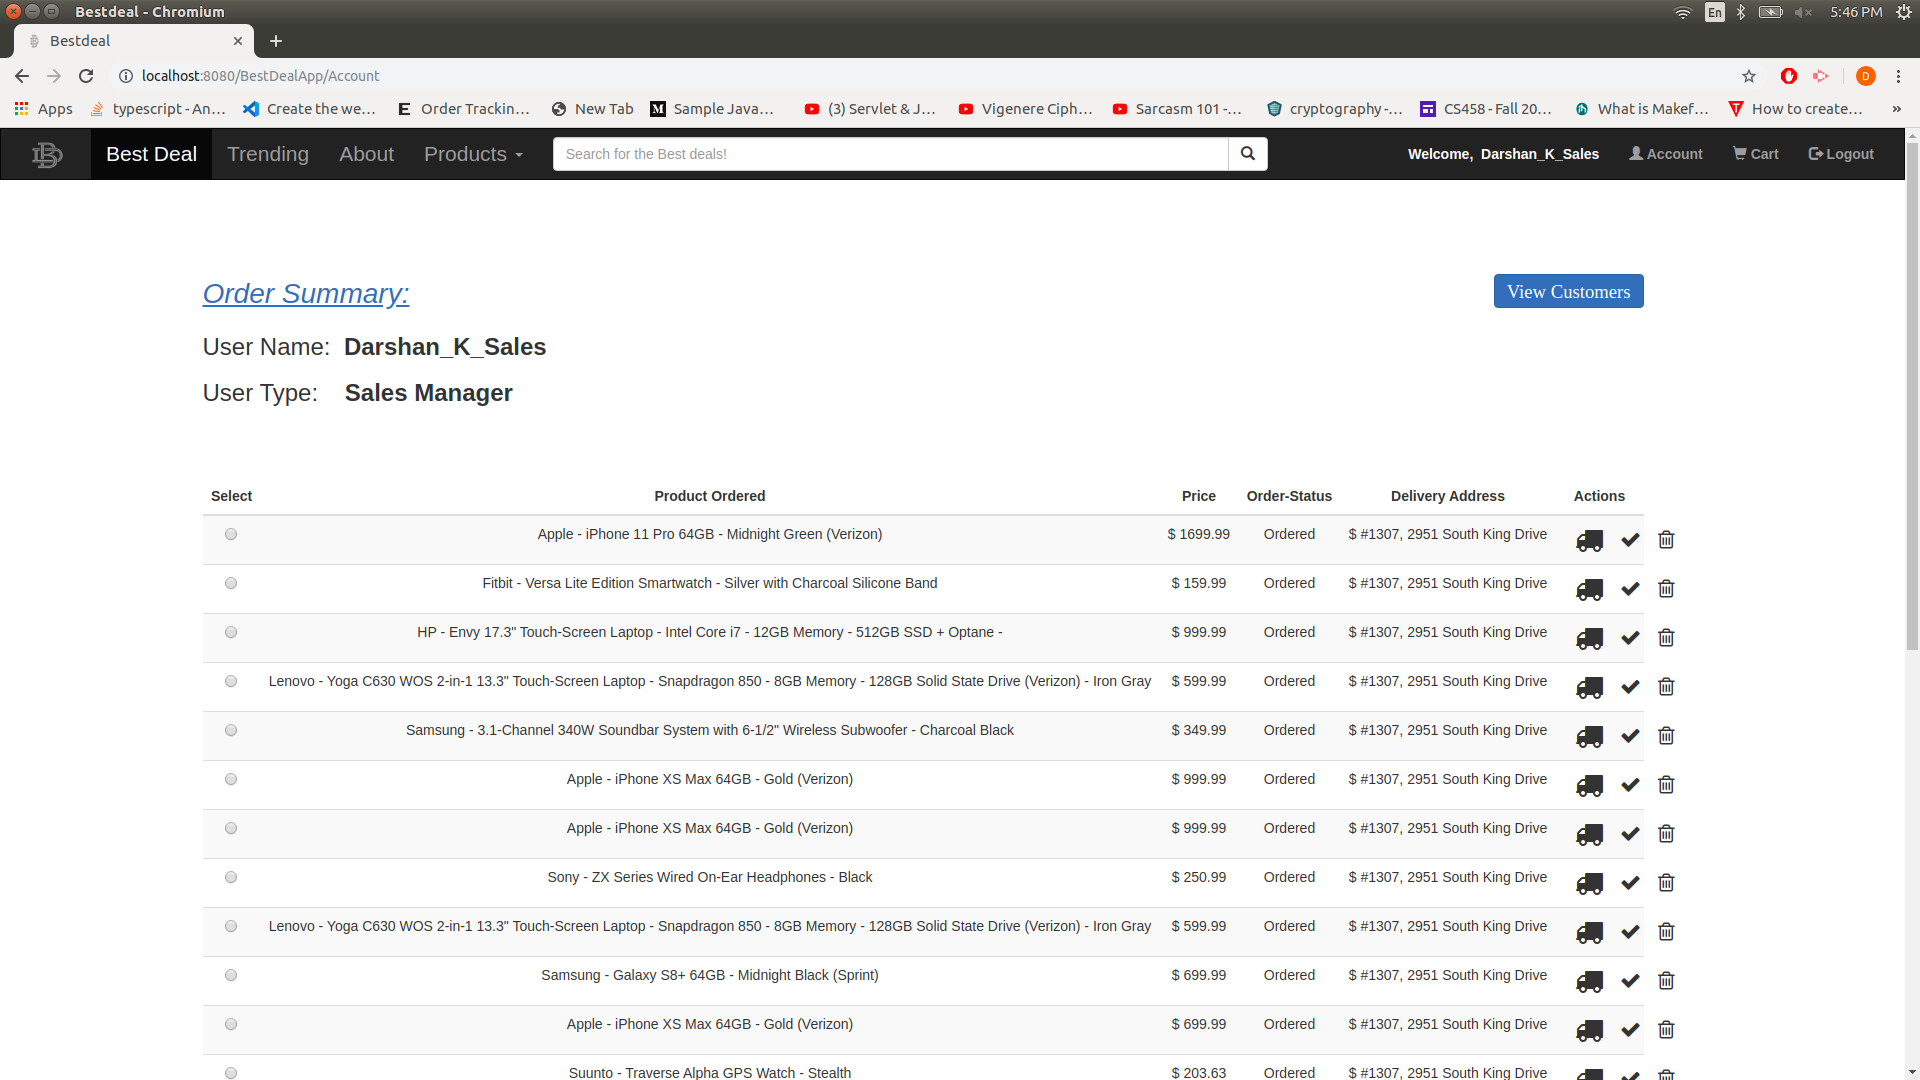 Bestdeal - Chromium
En
5:46 PM
Bestdeal
localhost:8080/BestDealApp/Account
D
Apps
typescript - An...
Create the we...
E Order Trackin...
New Tab
M Sample Java...
(3) Servlet & J...
Vigenere Ciph...
Sarcasm 101 -...
cryptography -...
CS458 - Fall 20...
What is Makef...
How to create...
»
Best Deal
Trending
About
Products
Search for the Best deals!
Welcome, Darshan_K_Sales
Account
Cart
Logout
Order Summary:
View Customers
User Name: Darshan_K_Sales
User Type: Sales Manager
Select Product Ordered Price Order-Status Delivery Address Actions
Apple - iPhone 11 Pro 64GB - Midnight Green (Verizon) $ 1699.99 Ordered $ #1307, 2951 South King Drive
Fitbit - Versa Lite Edition Smartwatch - Silver with Charcoal Silicone Band $ 159.99 Ordered $ #1307, 2951 South King Drive
HP - Envy 17.3" Touch-Screen Laptop - Intel Core i7 - 12GB Memory - 512GB SSD + Optane - $ 999.99 Ordered $ #1307, 2951 South King Drive
Lenovo - Yoga C630 WOS 2-in-1 13.3" Touch-Screen Laptop - Snapdragon 850 - 8GB Memory - 128GB Solid State Drive (Verizon) - Iron Gray $ 599.99 Ordered $ #1307, 2951 South King Drive
Samsung - 3.1-Channel 340W Soundbar System with 6-1/2" Wireless Subwoofer - Charcoal Black $ 349.99 Ordered $ #1307, 2951 South King Drive
Apple - iPhone XS Max 64GB - Gold (Verizon) $ 999.99 Ordered $ #1307, 2951 South King Drive
Apple - iPhone XS Max 64GB - Gold (Verizon) $ 999.99 Ordered $ #1307, 2951 South King Drive
Sony - ZX Series Wired On-Ear Headphones - Black $ 250.99 Ordered $ #1307, 2951 South King Drive
Lenovo - Yoga C630 WOS 2-in-1 13.3" Touch-Screen Laptop - Snapdragon 850 - 8GB Memory - 128GB Solid State Drive (Verizon) - Iron Gray $ 599.99 Ordered $ #1307, 2951 South King Drive
Samsung - Galaxy S8+ 64GB - Midnight Black (Sprint) $ 699.99 Ordered $ #1307, 2951 South King Drive
Apple - iPhone XS Max 64GB - Gold (Verizon) $ 699.99 Ordered $ #1307, 2951 South King Drive
Suunto - Traverse Alpha GPS Watch - Stealth $ 203.63 Ordered $ #1307, 2951 South King Drive